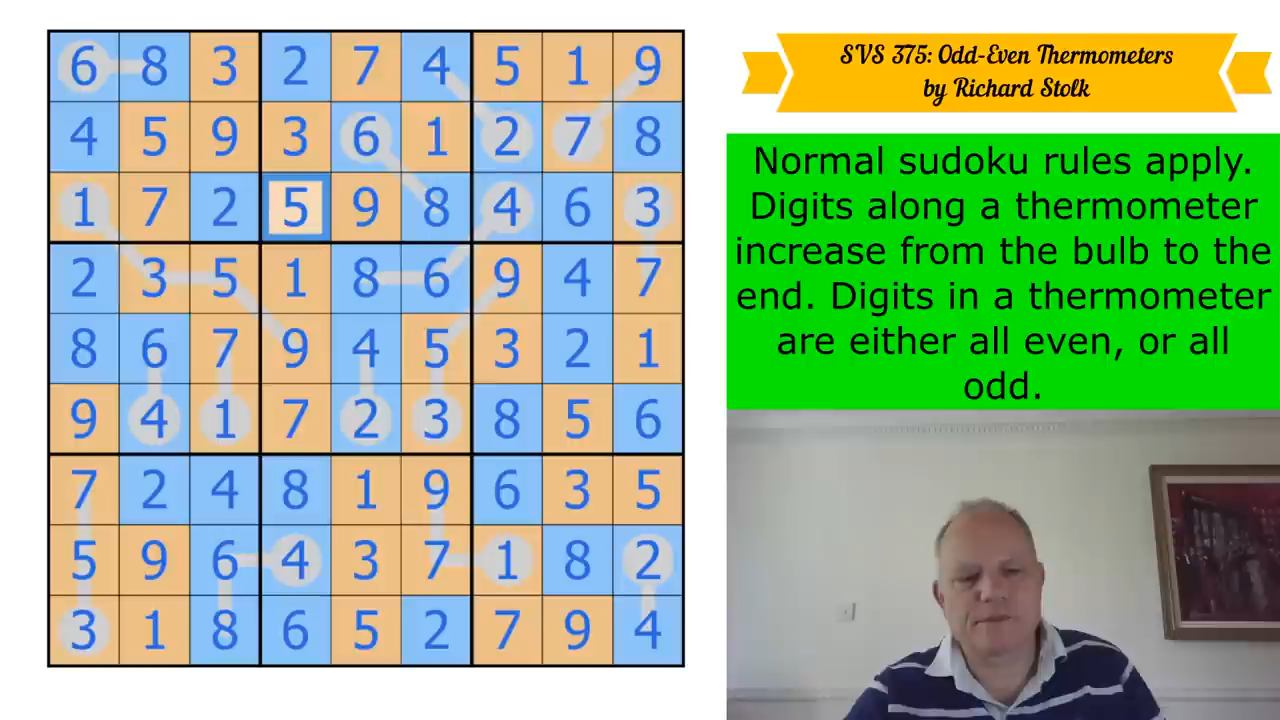 SVS 375: Odd-Even Thermometers
by Richard Stolk
Normal sudoku rules apply.
Digits along a thermometer
increase from the bulb to the
end. Digits in a thermometer
are either all even, or all
odd.
6 8 3 2 7 4 5 1 9
4 5 9 3 6 1 2 7 8
1 7 2 5 9 8 4 6 3
2 3 5 1 8 6 9 4 7
8 6 7 9 4 5 3 2 1
9 4 1 7 2 3 8 5 6
7 2 4 8 1 9 6 3 5
5 9 6 4 3 7 1 8 2
3 1 8 6 5 2 7 9 4